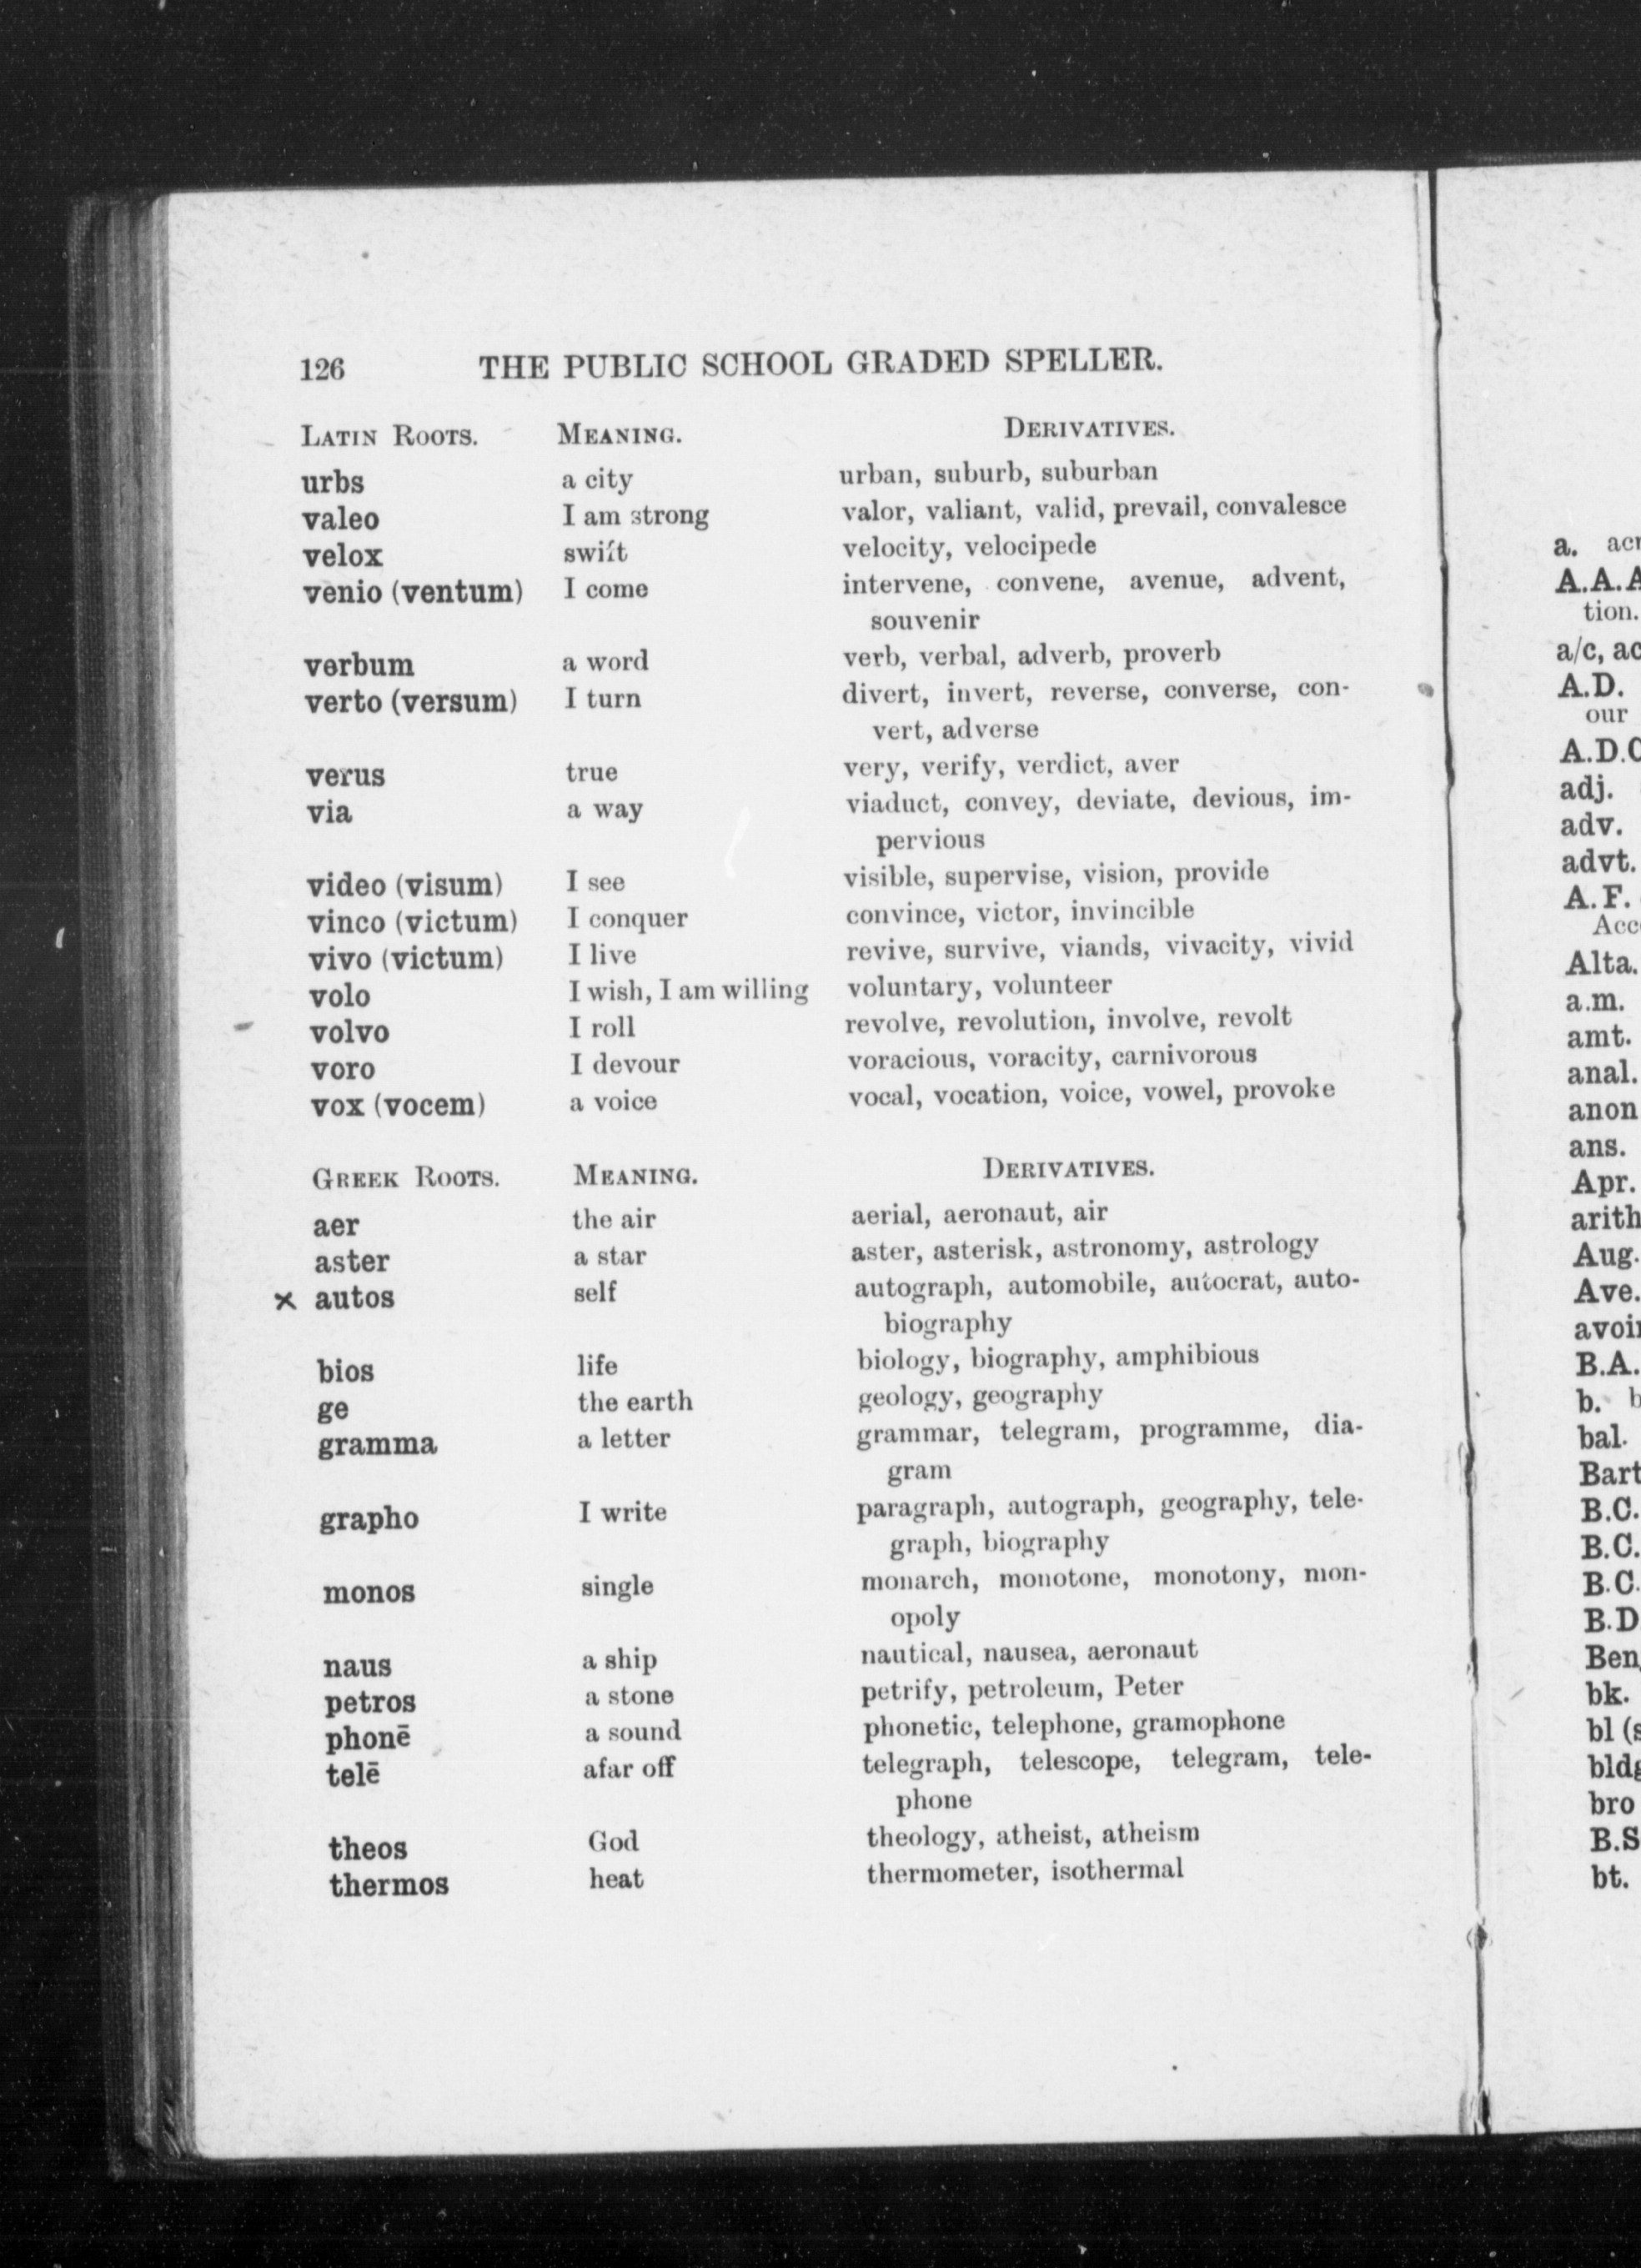 126 THE PUBLIC SCHOOL GRADED SPELLER.
LATIN ROOTS. MEANING. DERIVATIVES.
urbs a city urban, suburb, suburban
valeo I am strong valor, valiant, valid, prevail, convalesce
velox swift velocity, velocipede
venio (ventum) I come intervene, convene, avenue, advent,
souvenir
verbum a word verb, verbal, adverb, proverb
verto (versum) I turn divert, invert, reverse, converse, con-
vert, adverse
verus true very, verify, verdict, aver
via a way viaduct, convey, deviate, devious, im-
pervious
video (visum) I see visible, supervise, vision, provide
vinco (victum) I conquer convince, victor, invincible
vivo (victum) I live revive, survive, viands, vivacity, vivid
volo I wish, I am willing voluntary, volunteer
volvo I roll revolve, revolution, involve, revolt
voro I devour voracious, voracity, carnivorous
vox (vocem) a voice vocal, vocation, voice, vowel, provoke
GREEK ROOTS. MEANING. DERIVATIVES.
aer the air aerial, aeronaut, air
aster a star aster, asterisk, astronomy, astrology
x autos self autograph, automobile, autocrat, auto-
biography
bios life biology, biography, amphibious
ge the earth geology, geography
gramma a letter grammar, telegram, programme, dia-
gram
grapho I write paragraph, autograph, geography, tele-
graph, biography
monos single monarch, monotone, monotony, mon-
opoly
naus a ship nautical, nausea, aeronaut
petros a stone petrify, petroleum, Peter
phonē a sound phonetic, telephone, gramophone
telē afar off telegraph, telescope, telegram, tele-
phone
theos God theology, atheist, atheism
thermos heat thermometer, isothermal
a.
A.A.A
tion.
a/c, ac
A.D.
our
A.D.C
adj.
adv.
advt.
A.F.
Acc
Alta.
a.m.
amt.
anal.
anon
ans.
Apr.
arith
Aug.
Ave.
avoi
B.A.
b. b
bal.
Bart
B.C.
B.C.
B.C.
B.D
Ben
bk.
bl (s
bldg
bro
B.S
bt.